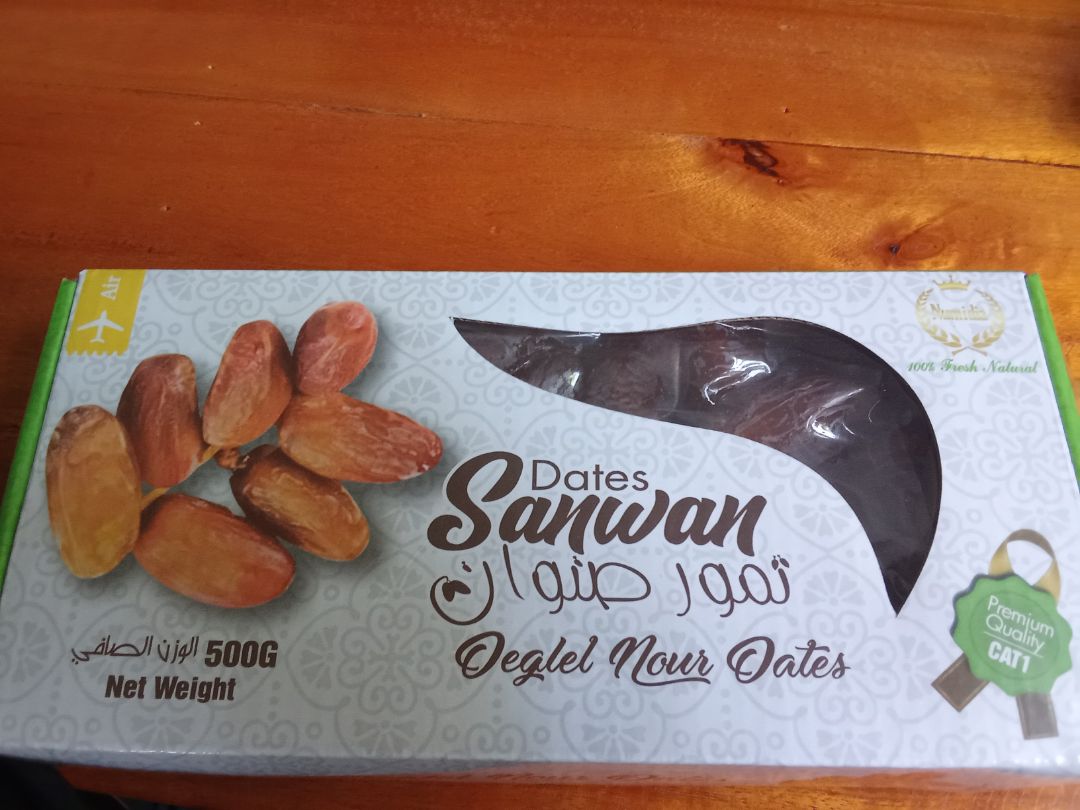 Air
Numidia
100% Fresh Natural
Dates
Sanwan
تمور صنوان
Deglel Nour Dates
الوزن الصافي 500G
Net Weight
Premium
Quality
CAT1